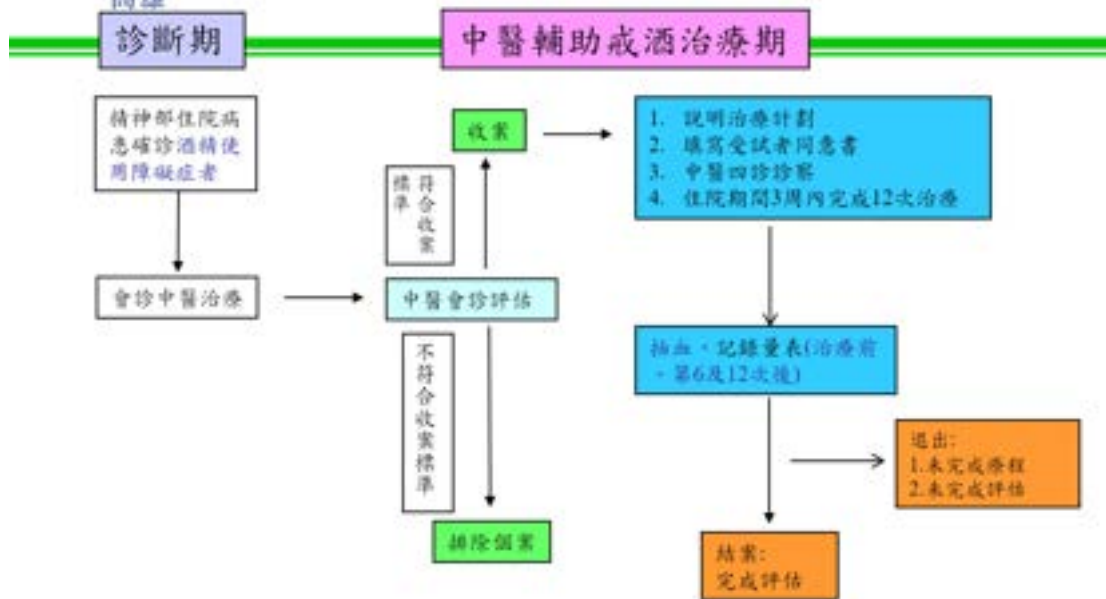 高雄
診斷期
中醫輔助戒酒治療期
精神部住院病
患確診酒精使
用障礙症者
會診中醫治療
收案
符合收案
標準
中醫會診評估
不符合收案標準
排除個案
1. 說明治療計劃
2. 填寫受試者同意書
3. 中醫四診診察
4. 住院期間3周內完成12次治療
抽血、記錄量表(治療前
、第6及12次後)
退出:
1.未完成療程
2.未完成評估
結案:
完成評估